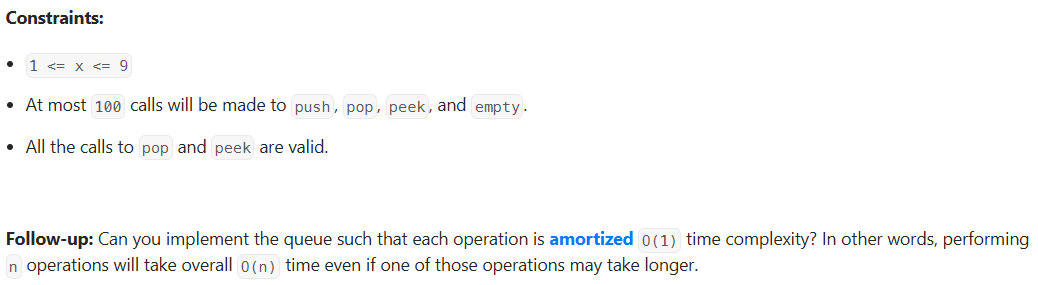 Constraints:
1 <= x <= 9
At most 100 calls will be made to push, pop, peek, and empty.
All the calls to pop and peek are valid.
Follow-up: Can you implement the queue such that each operation is amortized O(1) time complexity? In other words, performing
n operations will take overall O(n) time even if one of those operations may take longer.